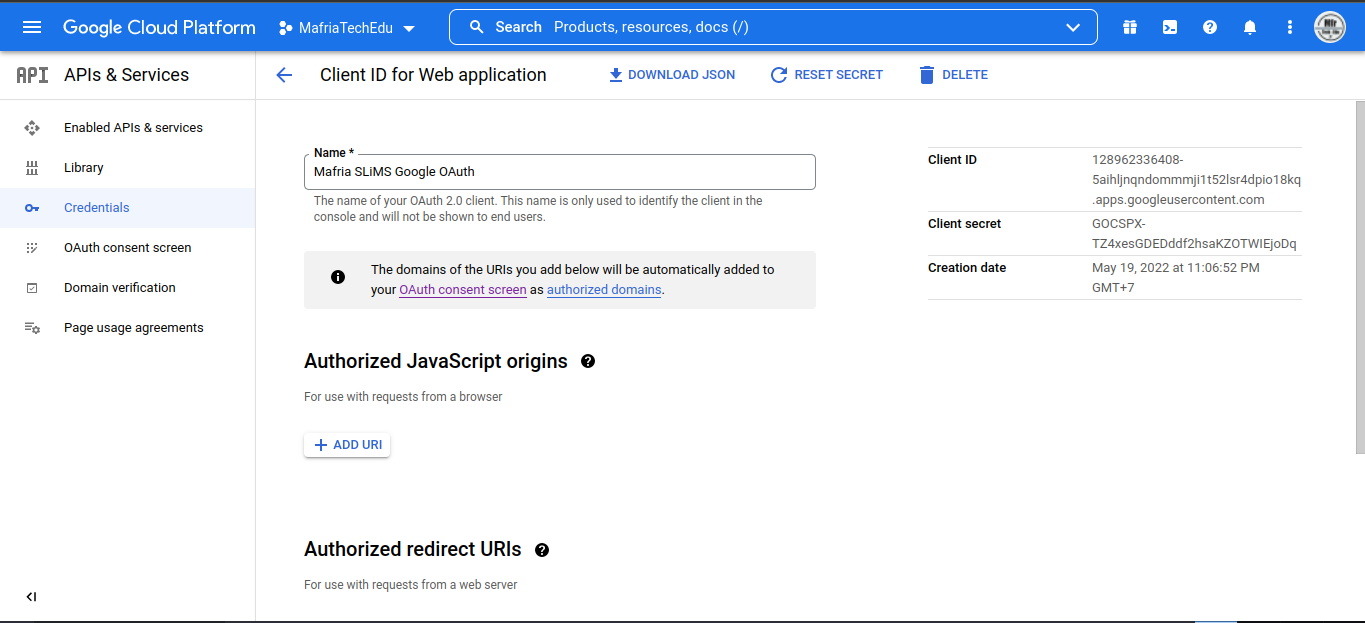 Google Cloud Platform
MafriaTechEdu
Search Products, resources, docs (/)
API APIs & Services
Client ID for Web application
DOWNLOAD JSON
RESET SECRET
DELETE
Enabled APIs & services
Library
Credentials
OAuth consent screen
Domain verification
Page usage agreements
Name *
Mafria SLiMS Google OAuth
The name of your OAuth 2.0 client. This name is only used to identify the client in the
console and will not be shown to end users.
The domains of the URIs you add below will be automatically added to
your OAuth consent screen as authorized domains.
Authorized JavaScript origins
For use with requests from a browser
ADD URI
Authorized redirect URIs
For use with requests from a web server
Client ID
128962336408-
5aihljnqndommmji1t52lsr4dpio18kq
.apps.googleusercontent.com
Client secret
GOCSPX-
TZ4xesGDEDddf2hsaKZOTWIEjoDq
Creation date
May 19, 2022 at 11:06:52 PM
GMT+7